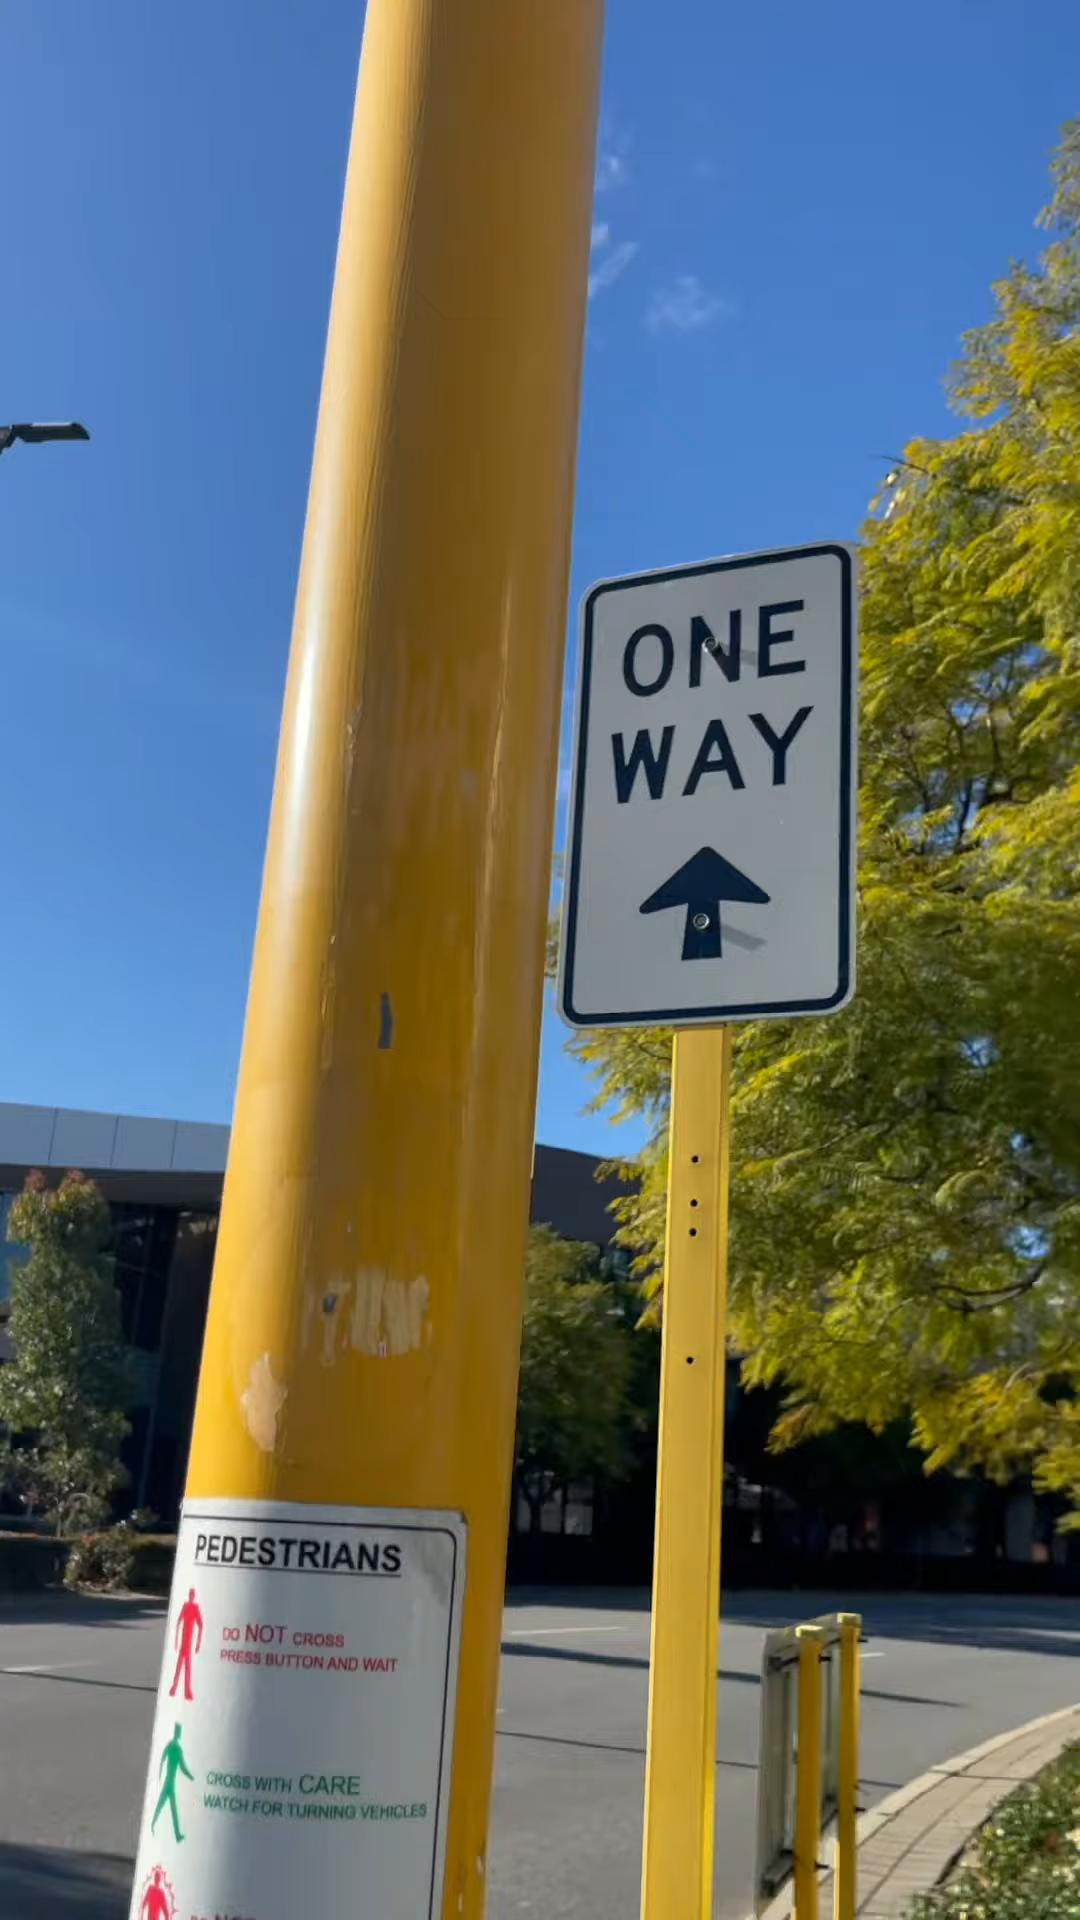 ONE
WAY
PEDESTRIANS
DO NOT CROSS
PRESS BUTTON AND WAIT
CROSS WITH CARE
WATCH FOR TURNING VEHICLES